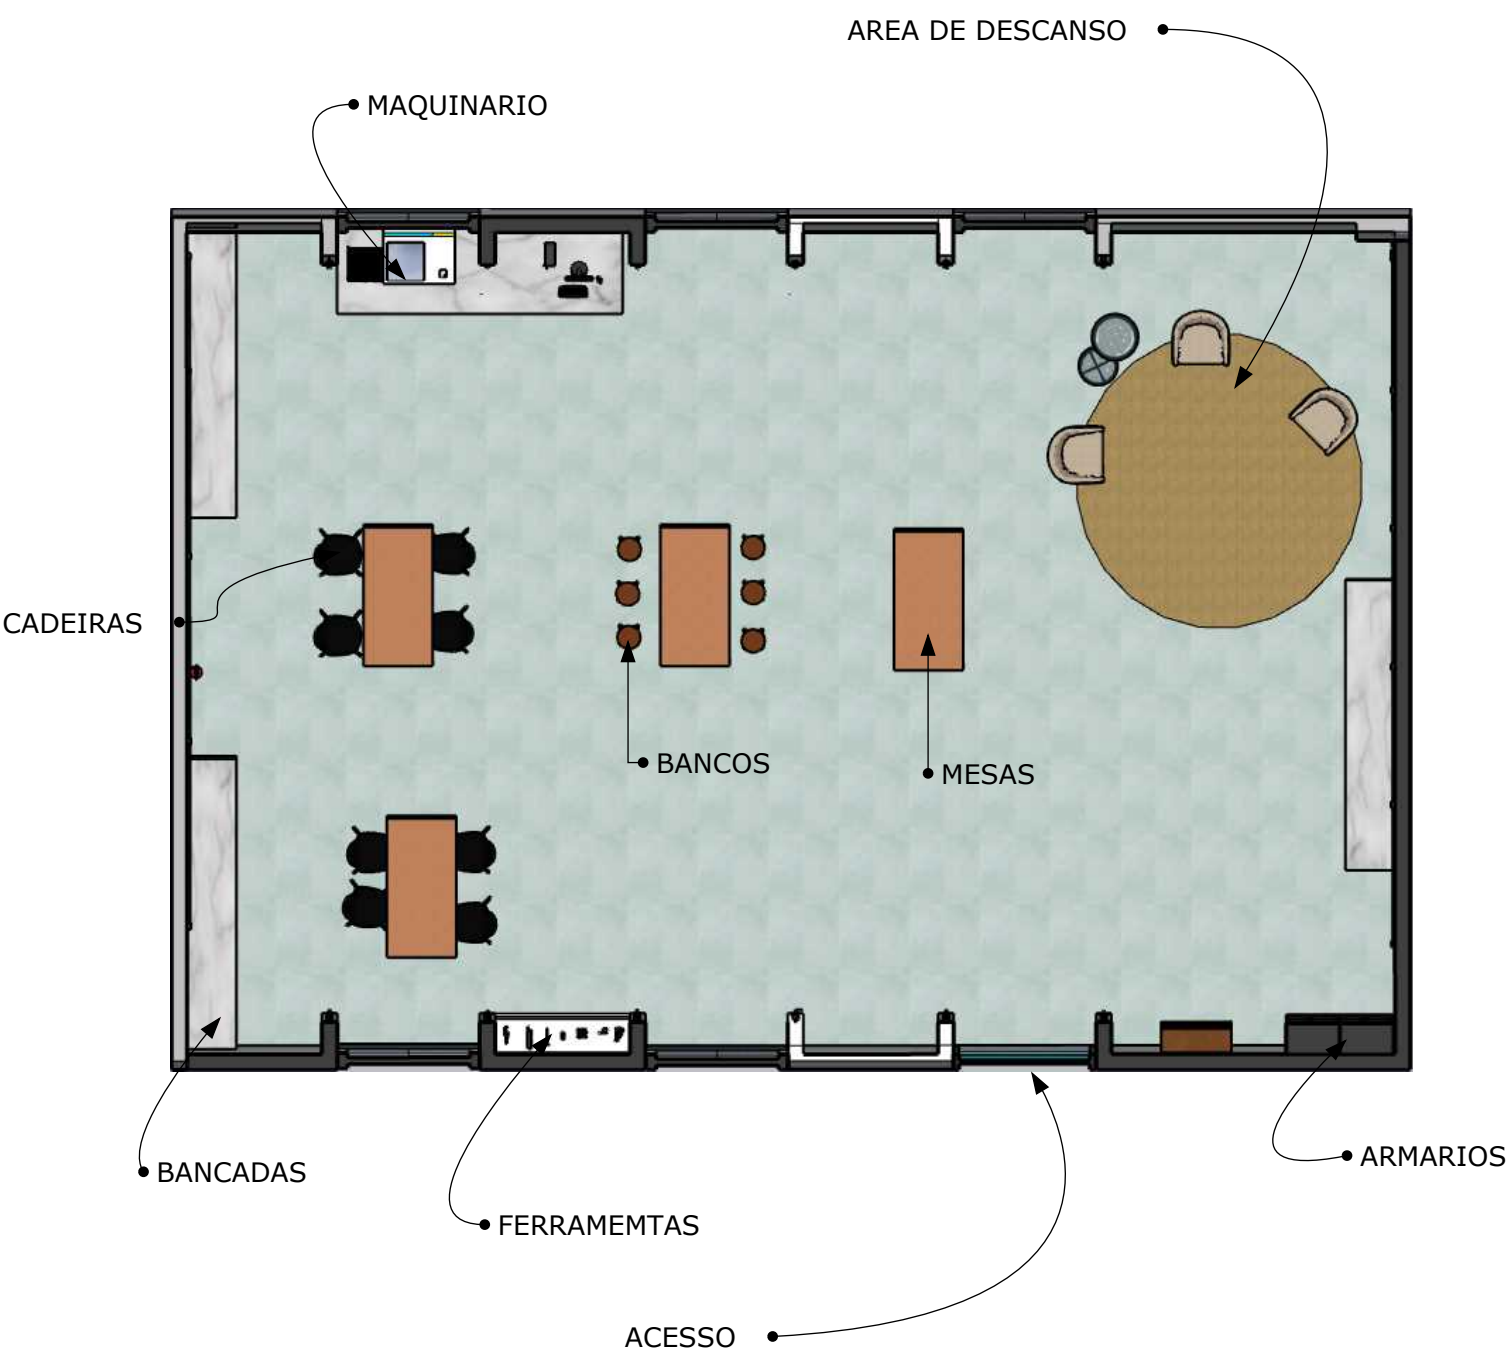 AREA DE DESCANSO
MAQUINARIO
CADEIRAS
BANCOS
MESAS
BANCADAS
ARMARIOS
FERRAMEMTAS
ACESSO